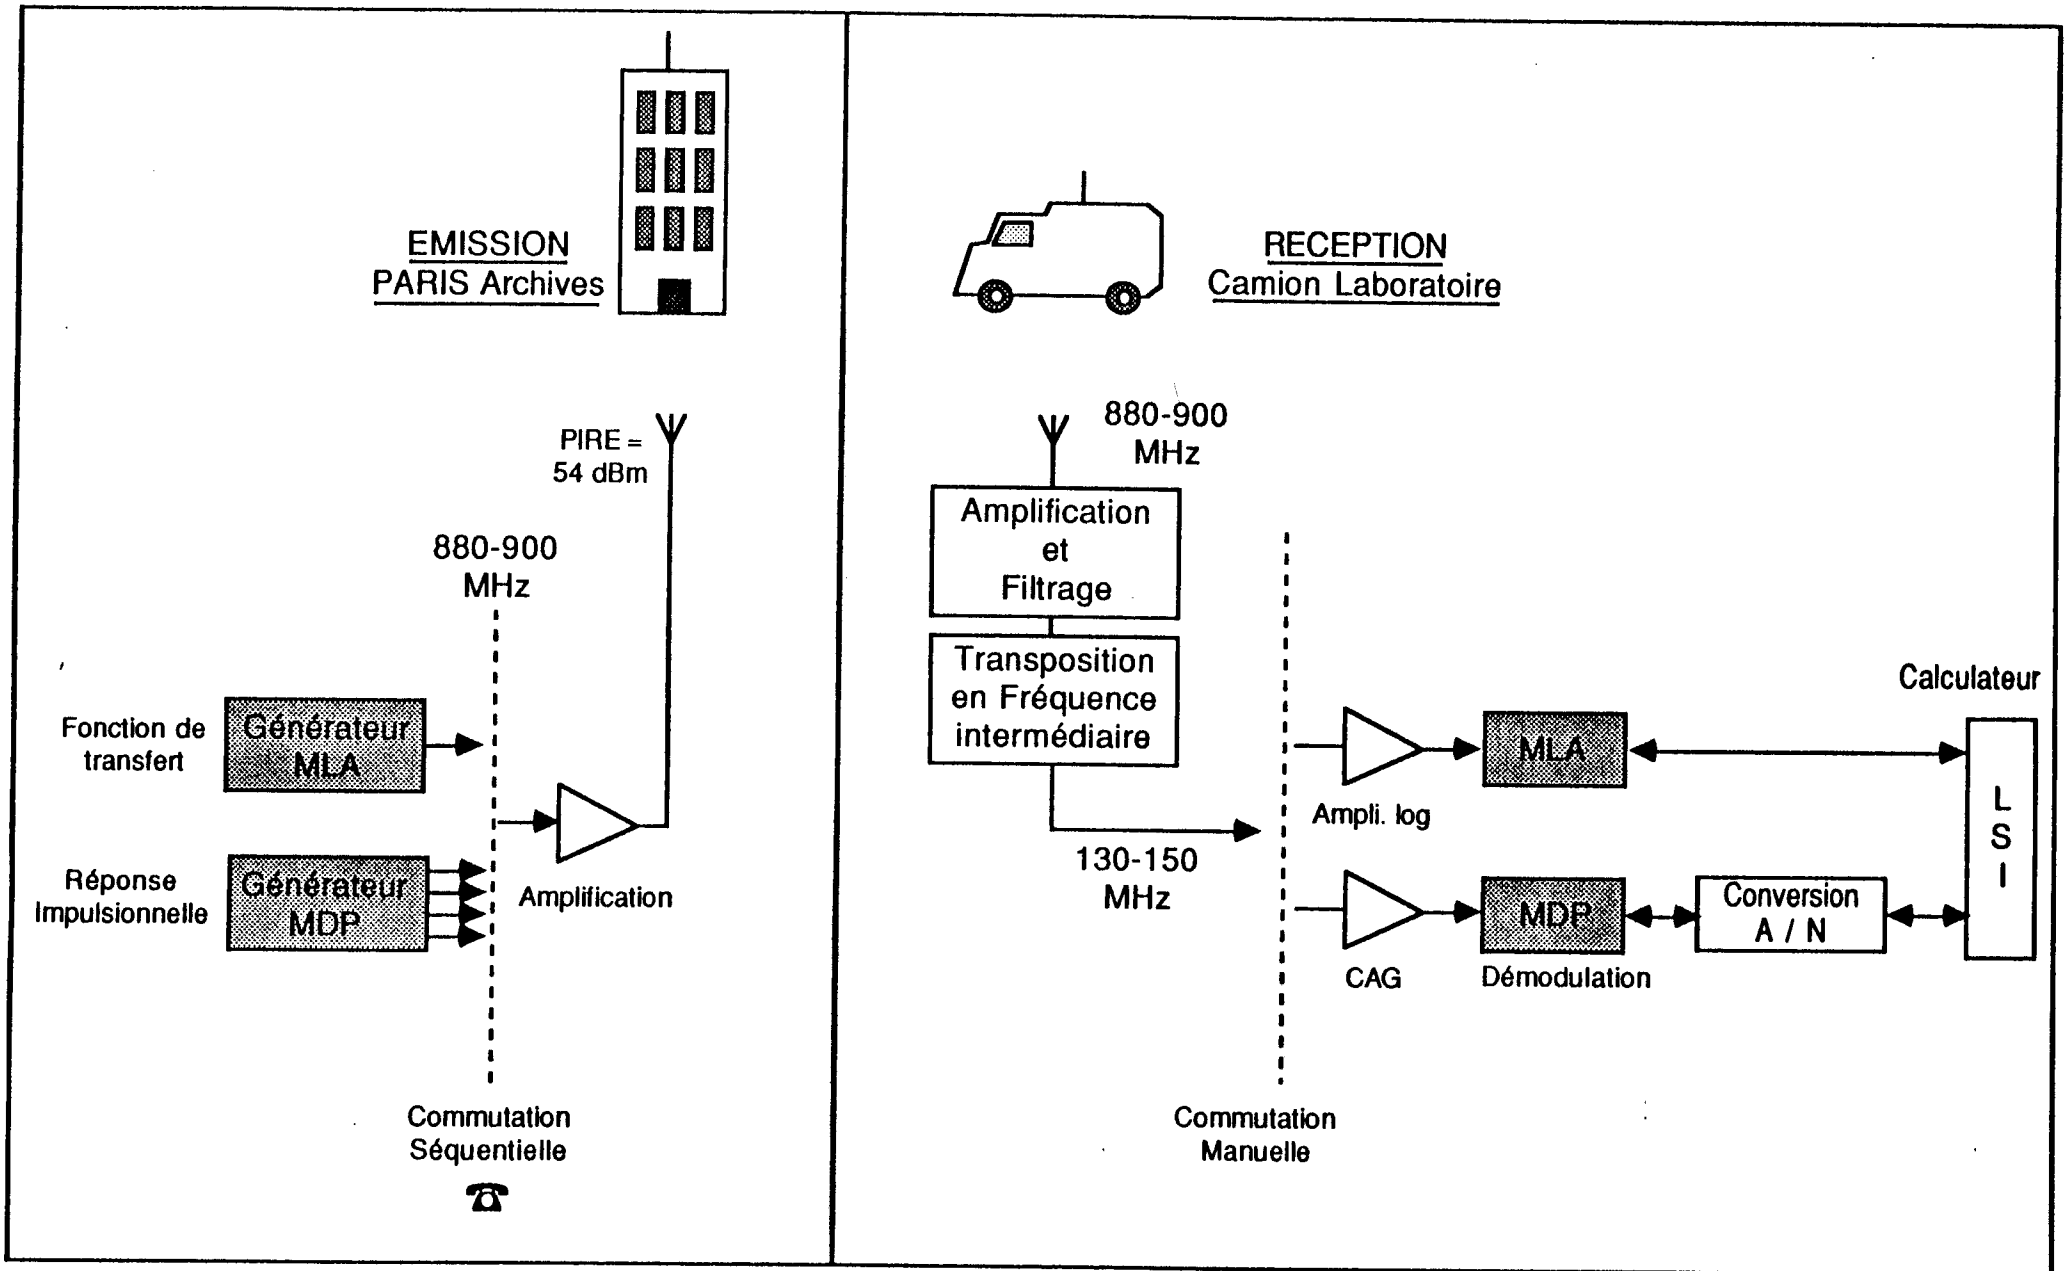 EMISSION
PARIS Archives
PIRE =
54 dBm
880-900
MHz
Fonction de
transfert
Générateur
MLA
Réponse
Impulsionnelle
Générateur
MDP
Amplification
Commutation
Séquentielle
RECEPTION
Camion Laboratoire
880-900
MHz
Amplification
et
Filtrage
Transposition
en Fréquence
intermédiaire
130-150
MHz
Ampli. log
MLA
CAG
MDP
Démodulation
Conversion
A / N
Calculateur
L
S
I
Commutation
Manuelle